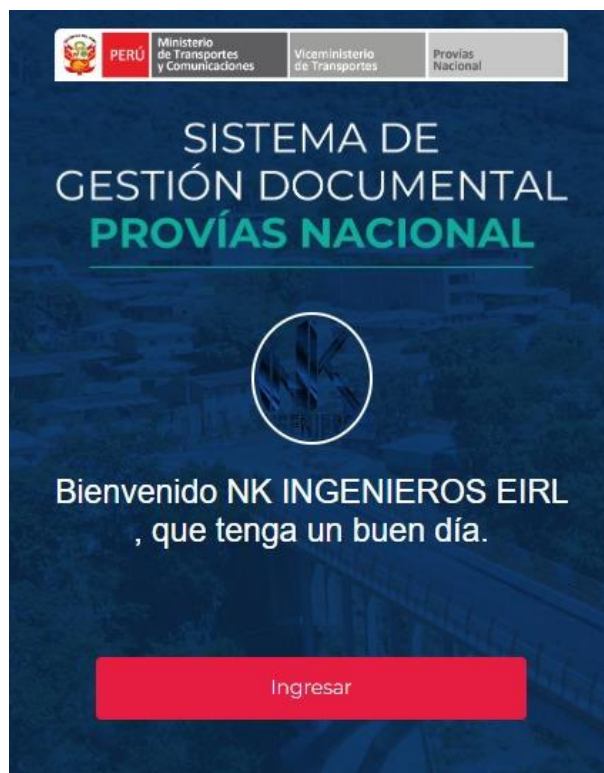 PERÚ
Ministerio
de Transportes
y Comunicaciones
Viceministerio
de Transportes
Provías
Nacional
SISTEMA DE
GESTIÓN DOCUMENTAL
PROVÍAS NACIONAL
NK
Bienvenido NK INGENIEROS EIRL
, que tenga un buen día.
Ingresar